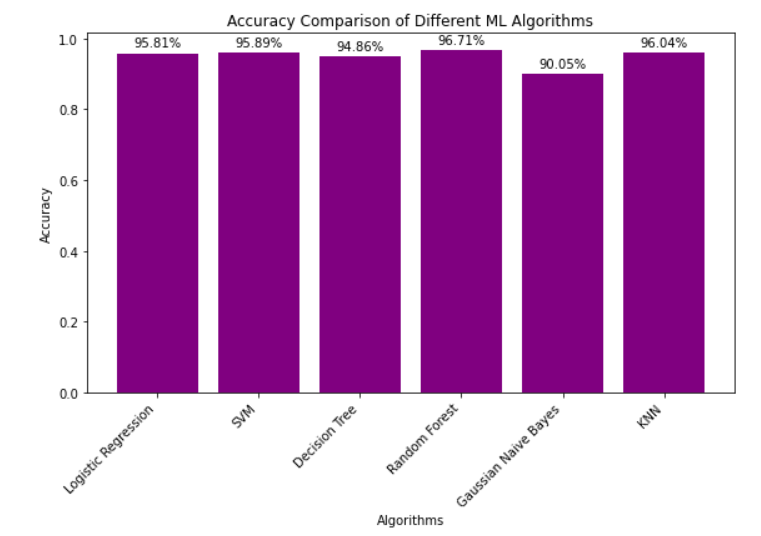 Accuracy Comparison of Different ML Algorithms
1.0
0.8
0.6
0.4
0.2
0.0
Accuracy
95.81%
95.89%
94.86%
96.71%
90.05%
96.04%
Logistic Regression
SVM
Decision Tree
Random Forest
Gaussian Naive Bayes
KNN
Algorithms